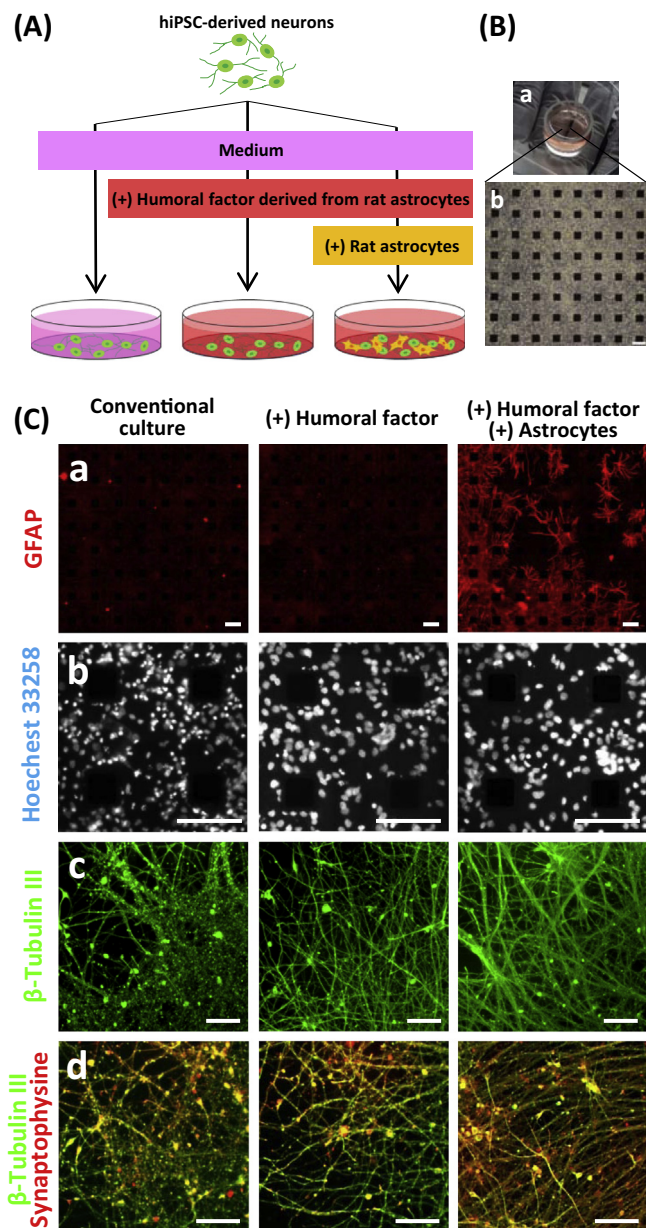 (A)
hiPSC-derived neurons
Medium
(+) Humoral factor derived from rat astrocytes
(+) Rat astrocytes
(B)
a
b
(C)
Conventional
culture
(+) Humoral factor
(+) Humoral factor
(+) Astrocytes
GFAP
a
Hoechest 33258
b
β-Tubulin III
c
β-Tubulin III
Synaptophysine
d